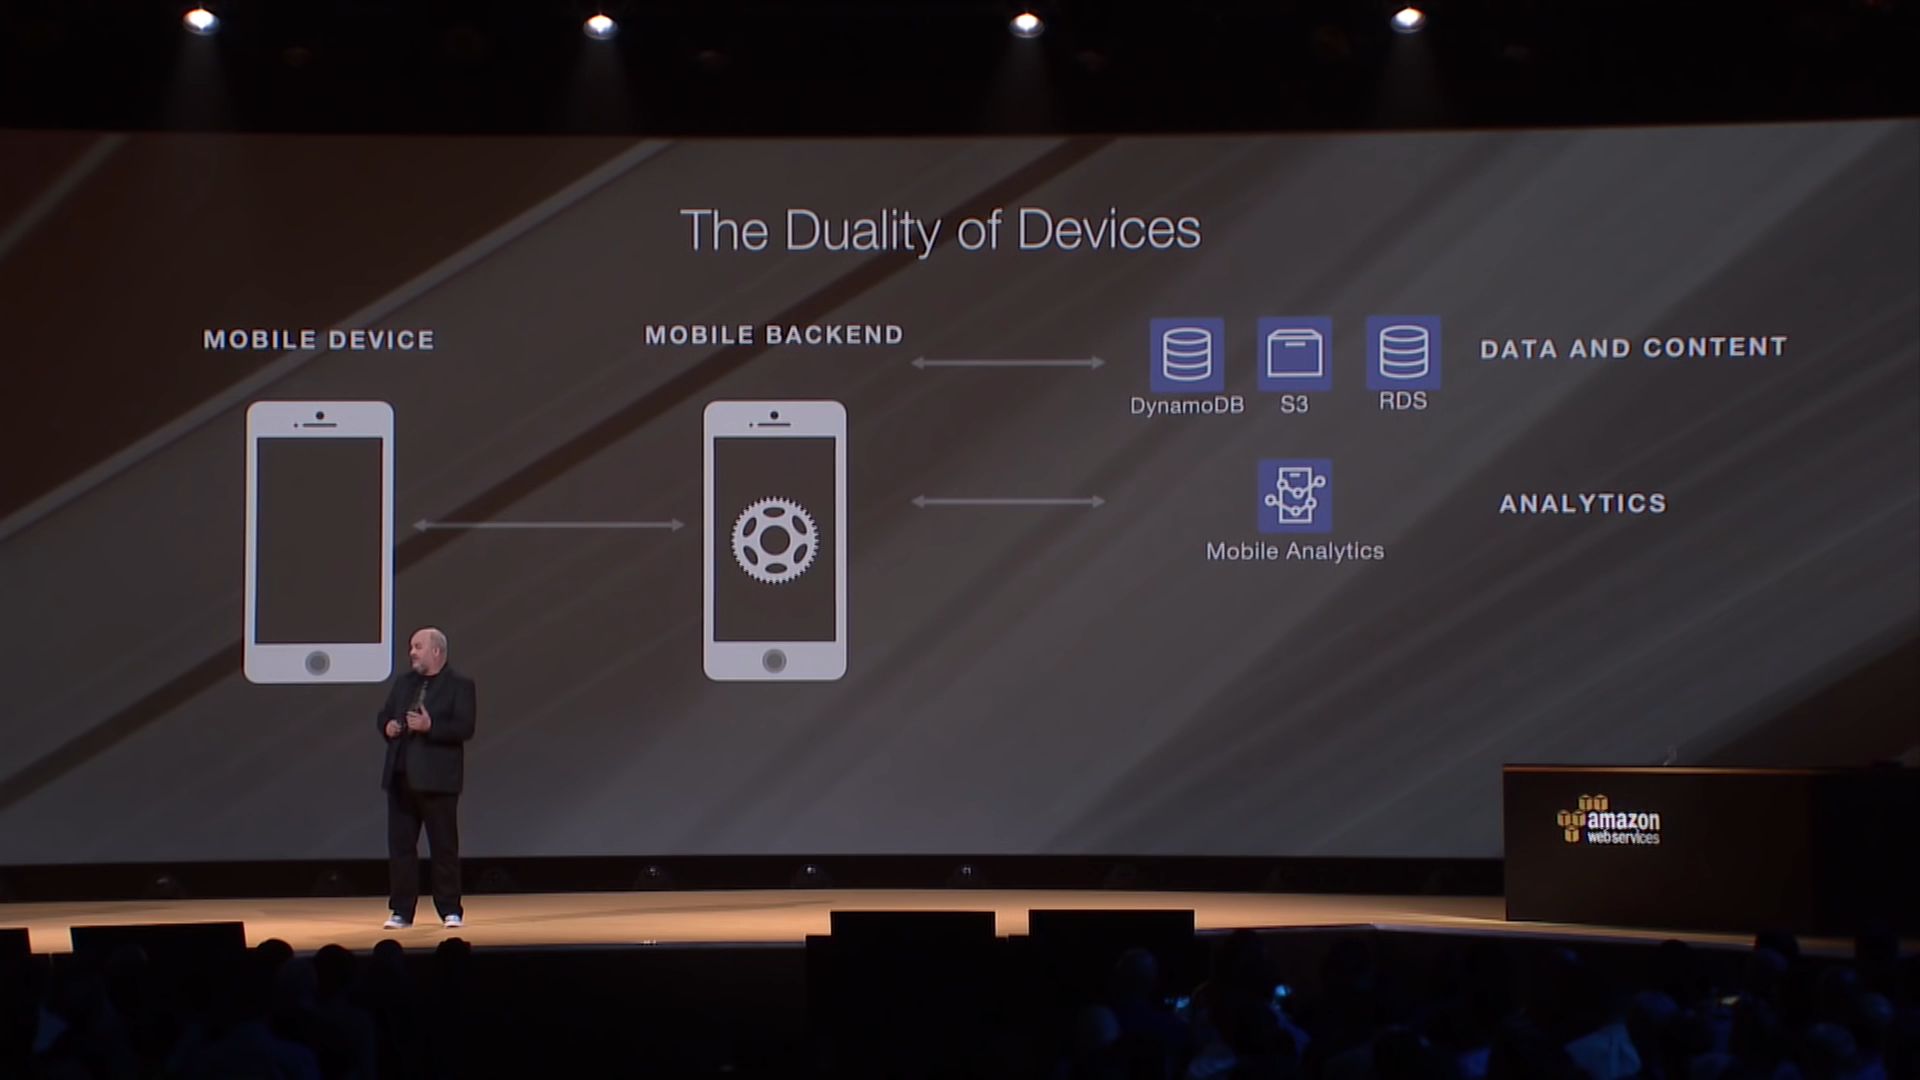 The Duality of Devices
MOBILE DEVICE
MOBILE BACKEND
DynamoDB
S3
RDS
DATA AND CONTENT
Mobile Analytics
ANALYTICS
amazon
webservices